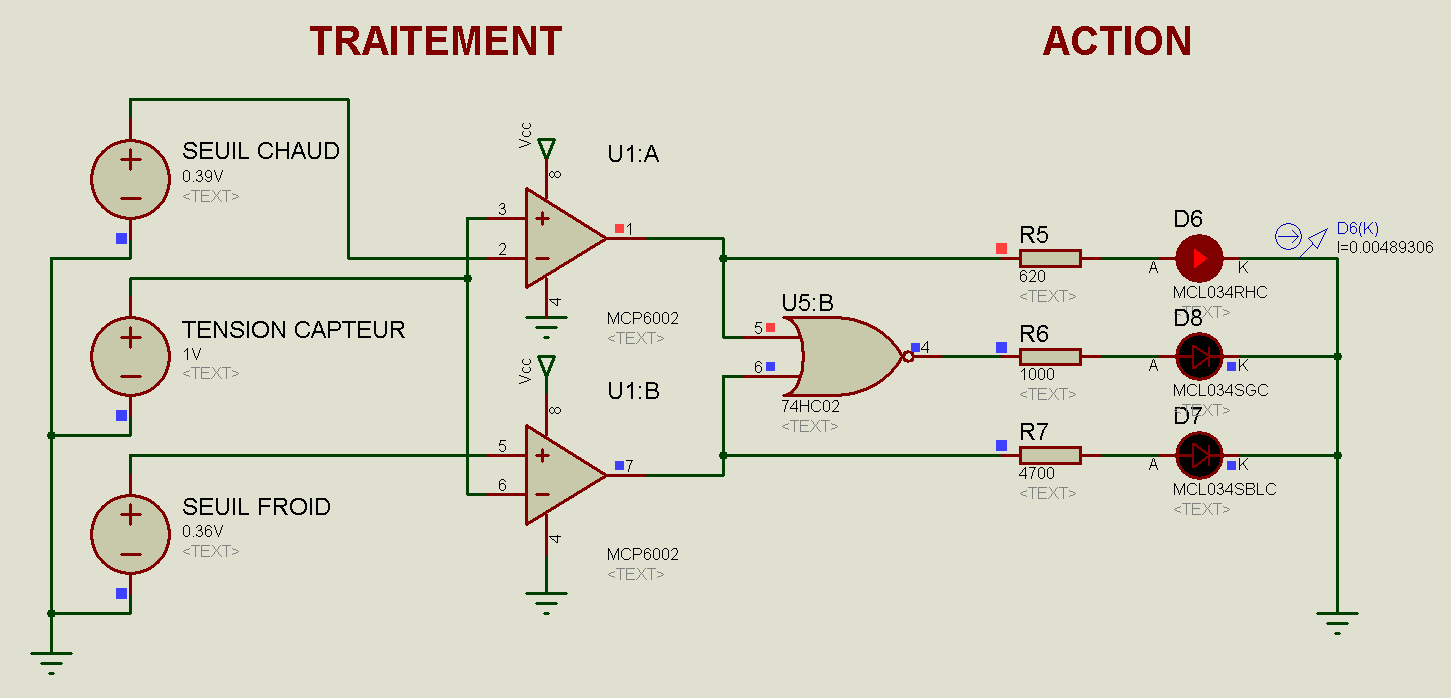 TRAITEMENT
ACTION
SEUIL CHAUD
0.39V
<TEXT>
TENSION CAPTEUR
1V
<TEXT>
SEUIL FROID
0.36V
<TEXT>
Vcc
8
U1:A
3
+
2
−
1
4
MCP6002
<TEXT>
Vcc
8
U1:B
5
+
6
−
7
4
MCP6002
<TEXT>
U5:B
5
6
4
74HC02
<TEXT>
R5
620
<TEXT>
R6
1000
<TEXT>
R7
4700
<TEXT>
D6
A
K
MCL034RHC
<TEXT>
D6(K)
I=0.00489306
D8
A
K
MCL034SGC
<TEXT>
D7
A
K
MCL034SBLC
<TEXT>